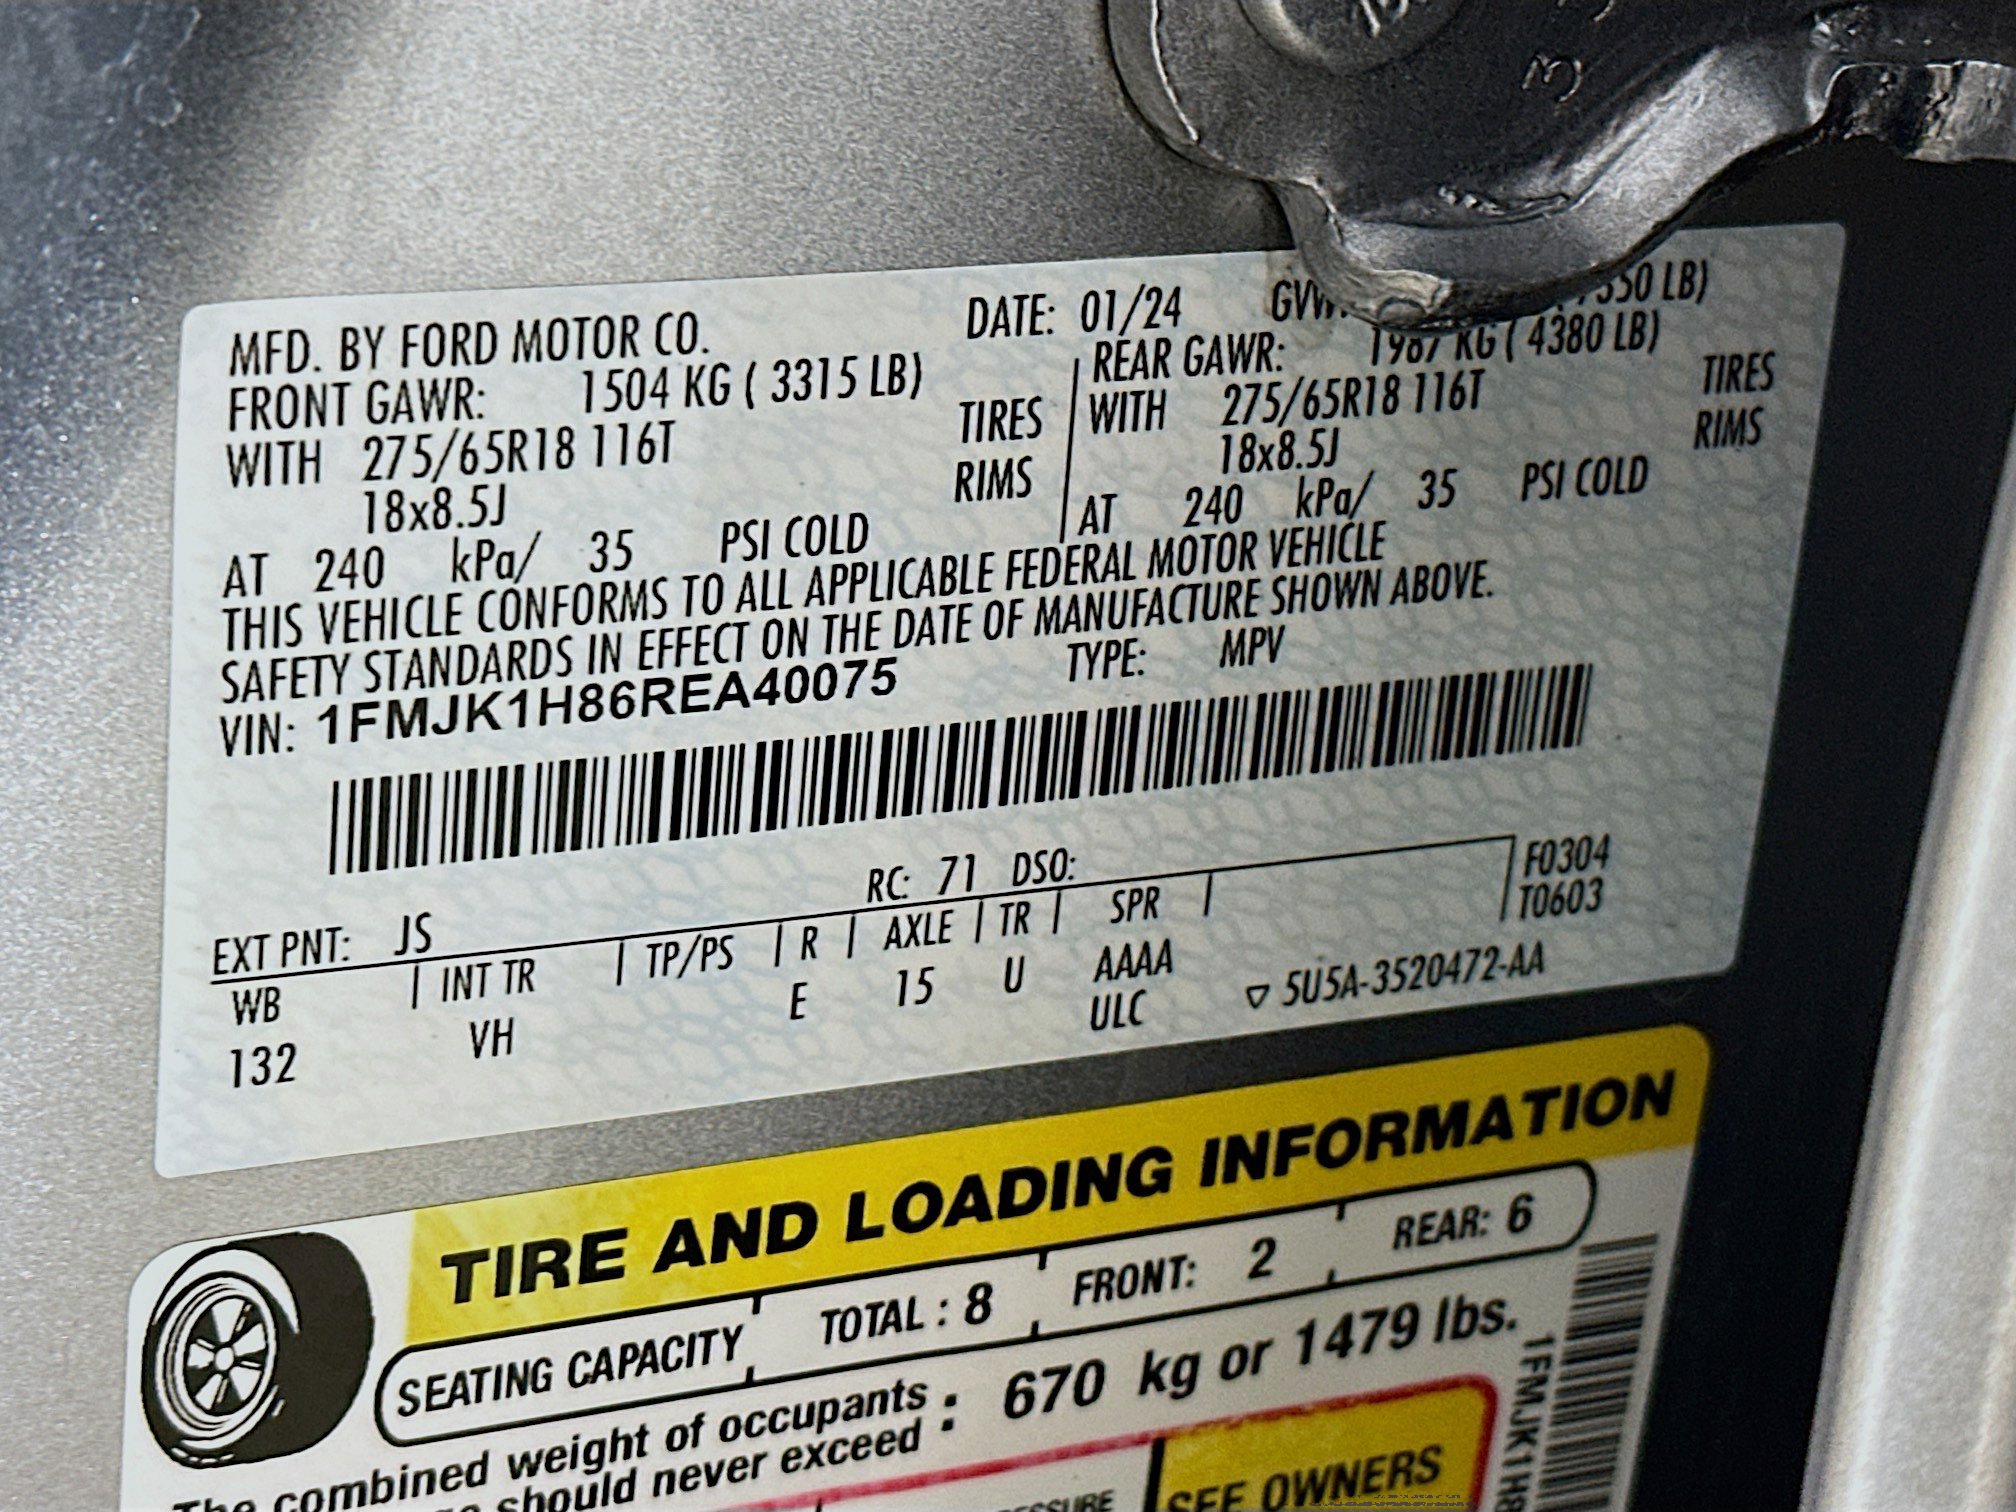 MFD. BY FORD MOTOR CO.
DATE: 01/24
FRONT GAWR: 1504 KG ( 3315 LB)
REAR GAWR: 1987 KG ( 4380 LB)
WITH 275/65R18 116T TIRES
WITH 275/65R18 116T TIRES
18x8.5J RIMS
18x8.5J RIMS
AT 240 kPa/ 35 PSI COLD
AT 240 kPa/ 35 PSI COLD
THIS VEHICLE CONFORMS TO ALL APPLICABLE FEDERAL MOTOR VEHICLE
SAFETY STANDARDS IN EFFECT ON THE DATE OF MANUFACTURE SHOWN ABOVE.
VIN: 1FMJK1H86REA40075 TYPE: MPV
EXT PNT: JS RC: 71 DSO: F0304
WB | INT TR | TP/PS | R | AXLE | TR | SPR | T0603
132 VH E 15 U AAAA
ULC ▽ 5U5A-3520472-AA
TIRE AND LOADING INFORMATION
SEATING CAPACITY TOTAL : 8 FRONT: 2 REAR: 6
The combined weight of occupants
should never exceed : 670 kg or 1479 lbs.
SEE OWNERS
1FMJK1H8